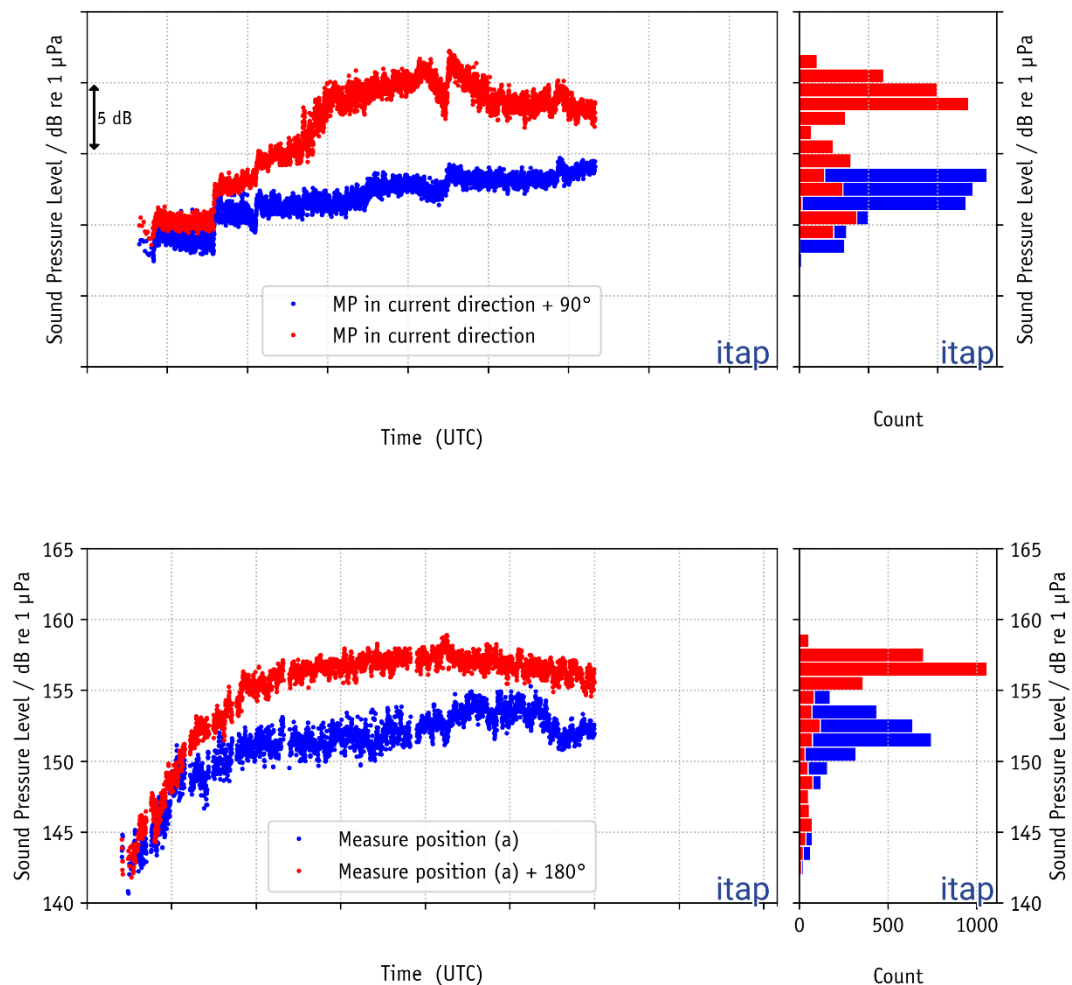 Sound Pressure Level / dB re 1 µPa
5 dB
MP in current direction + 90°
MP in current direction
itap
Time (UTC)
itap
Count
Sound Pressure Level / dB re 1 µPa
Sound Pressure Level / dB re 1 µPa
165
160
155
150
145
140
Measure position (a)
Measure position (a) + 180°
itap
Time (UTC)
itap
0
500
1000
Count
165
160
155
150
145
140
Sound Pressure Level / dB re 1 µPa